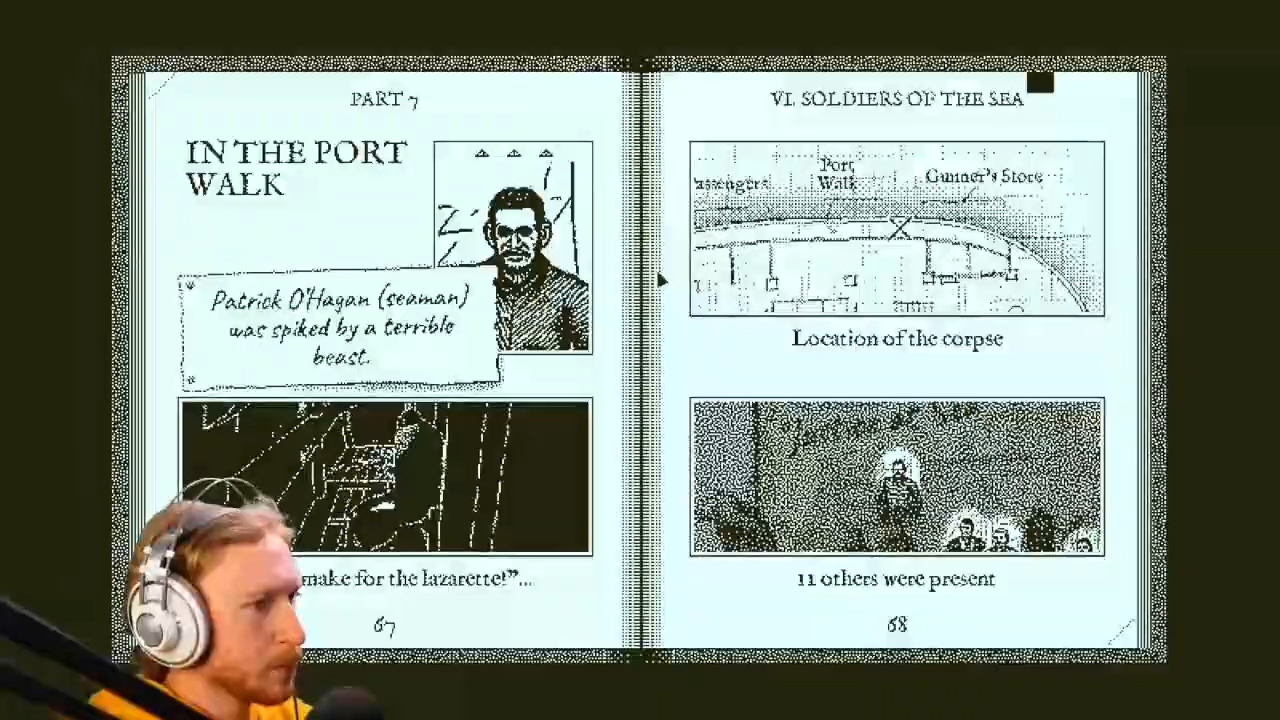 PART 7
IN THE PORT
WALK
Patrick O'Hagan (seaman)
was spiked by a terrible
beast.
make for the lazarette!"...
67
VI. SOLDIERS OF THE SEA
Port
Walk
Gunner's Store
assengers
Location of the corpse
11 others were present
68